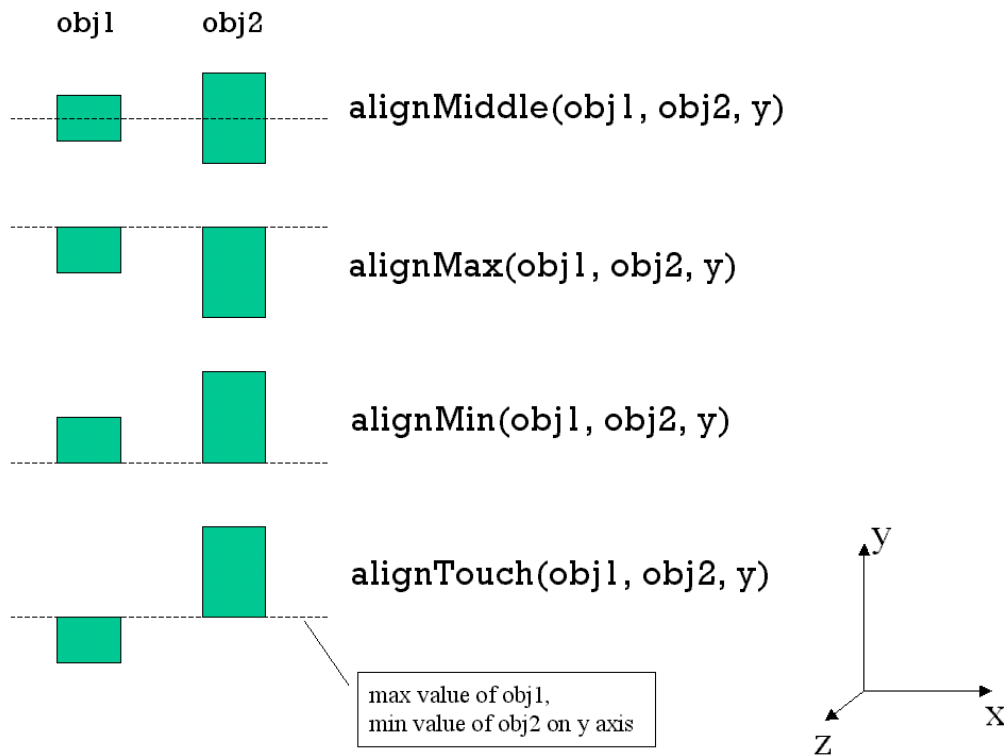 obj1 obj2
alignMiddle(obj1, obj2, y)
alignMax(obj1, obj2, y)
alignMin(obj1, obj2, y)
alignTouch(obj1, obj2, y)
max value of obj1,
min value of obj2 on y axis
y
x
z